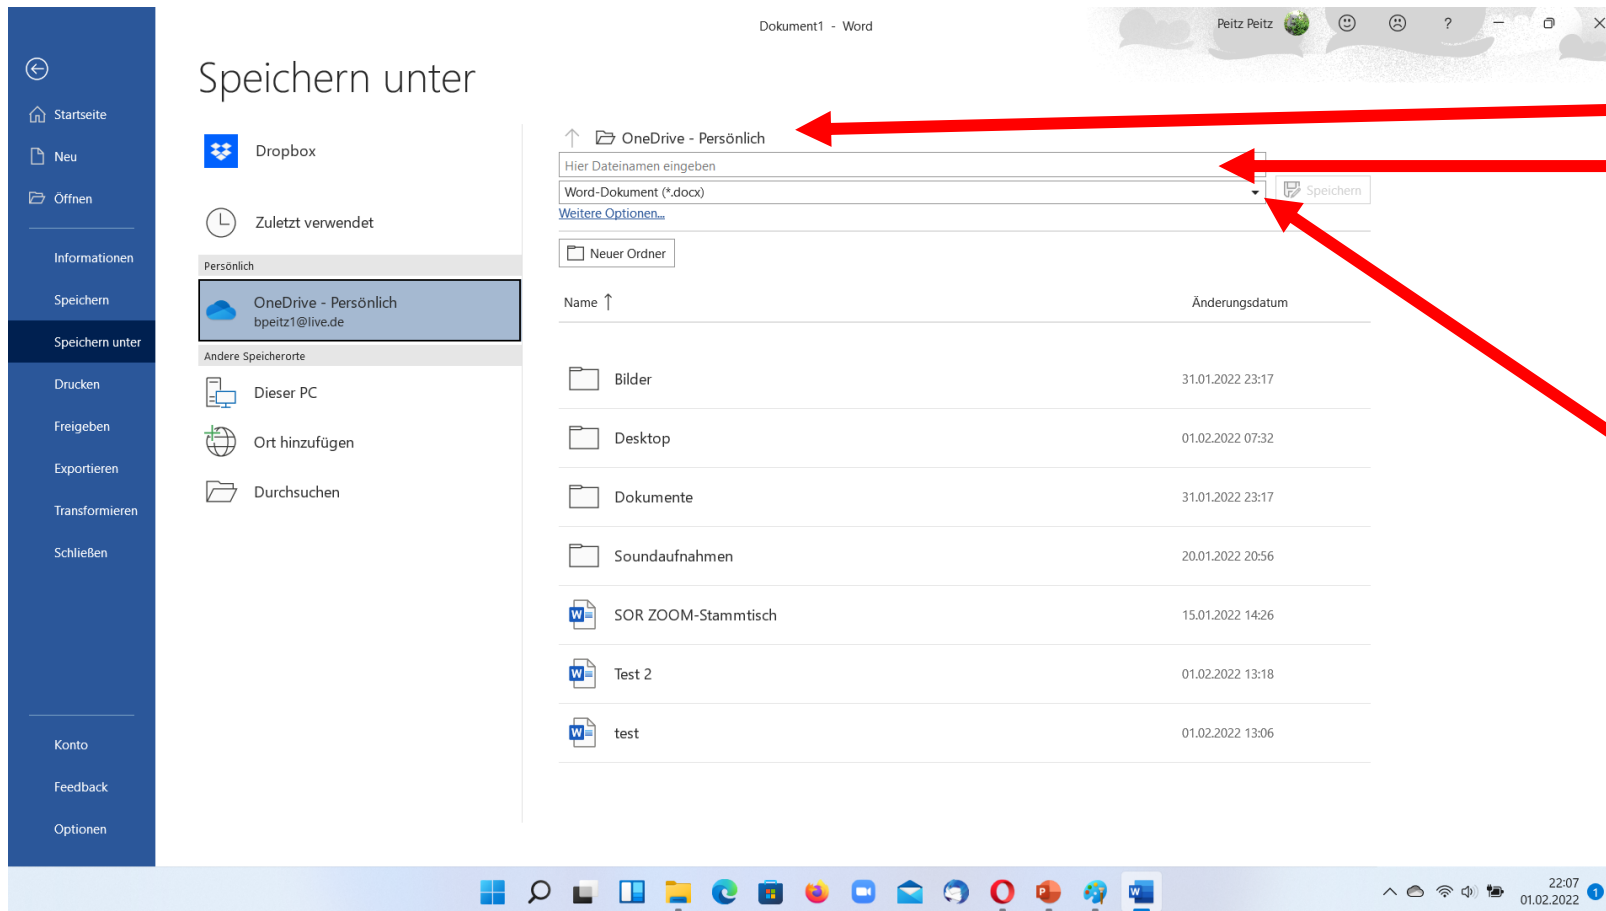 Dokument1 - Word
Peitz Peitz
?
Speichern unter
Startseite
Neu
Öffnen
Informationen
Speichern
Speichern unter
Drucken
Freigeben
Exportieren
Transformieren
Schließen
Konto
Feedback
Optionen
Dropbox
Zuletzt verwendet
Persönlich
OneDrive - Persönlich
bpeitz1@live.de
Andere Speicherorte
Dieser PC
Ort hinzufügen
Durchsuchen
OneDrive - Persönlich
Hier Dateinamen eingeben
Word-Dokument (*.docx)
Speichern
Weitere Optionen...
Neuer Ordner
Name ↑ Änderungsdatum
Bilder 31.01.2022 23:17
Desktop 01.02.2022 07:32
Dokumente 31.01.2022 23:17
Soundaufnahmen 20.01.2022 20:56
SOR ZOOM-Stammtisch 15.01.2022 14:26
Test 2 01.02.2022 13:18
test 01.02.2022 13:06
22:07
01.02.2022
1